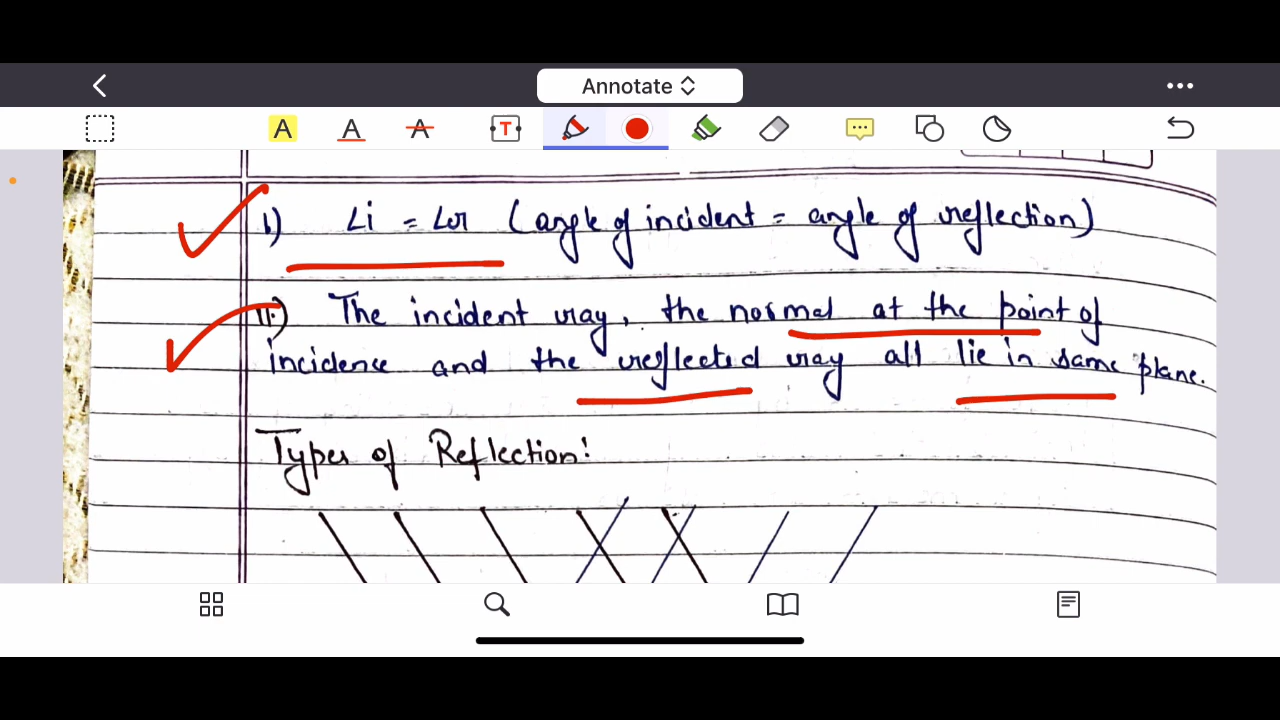 Annotate
A A A T
I) ∠i = ∠r (angle of incident = angle of reflection)
II.) The incident ray, the normal at the point of
incidence and the reflected ray all lie in same plane.
Types of Reflection: